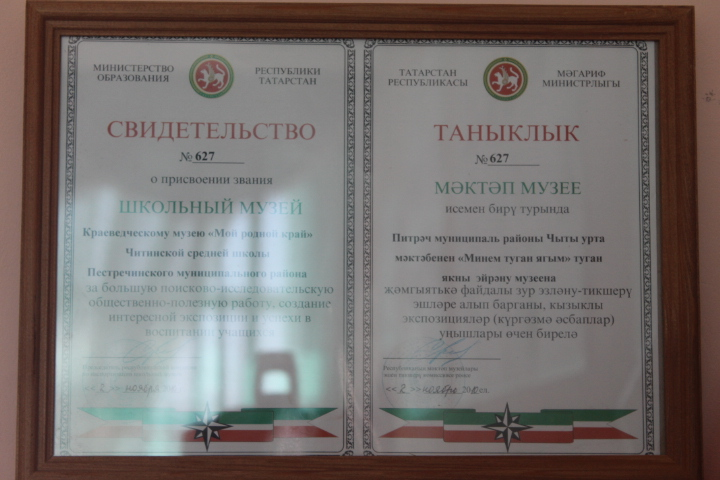 МИНИСТЕРСТВО
ОБРАЗОВАНИЯ
РЕСПУБЛИКИ
ТАТАРСТАН
СВИДЕТЕЛЬСТВО
№ 627
о присвоении звания
ШКОЛЬНЫЙ МУЗЕЙ
Краеведческому музею «Мой родной край»
Читинской средней школы
Пестречинского муниципального района
за большую поисково-исследовательскую
общественно-полезную работу, создание
интересной экспозиции и успехи в
воспитании учащихся
ТАТАРСТАН
РЕСПУБЛИКАСЫ
МӘГАРИФ
МИНИСТРЛЫГЫ
ТАНЫКЛЫК
№ 627
МӘКТӘП МУЗЕЕ
исемен бирү турында
Питрәч муниципаль районы Чыты урта
мәктәбенең «Минем туган ягым» туган
якны өйрәнү музеена
җәмгыятькә файдалы зур эзләнү-тикшерү
эшләре алып барганы, кызыклы
экспозицияләр (күргәзмә әсбаплар)
уңышлары өчен бирелә